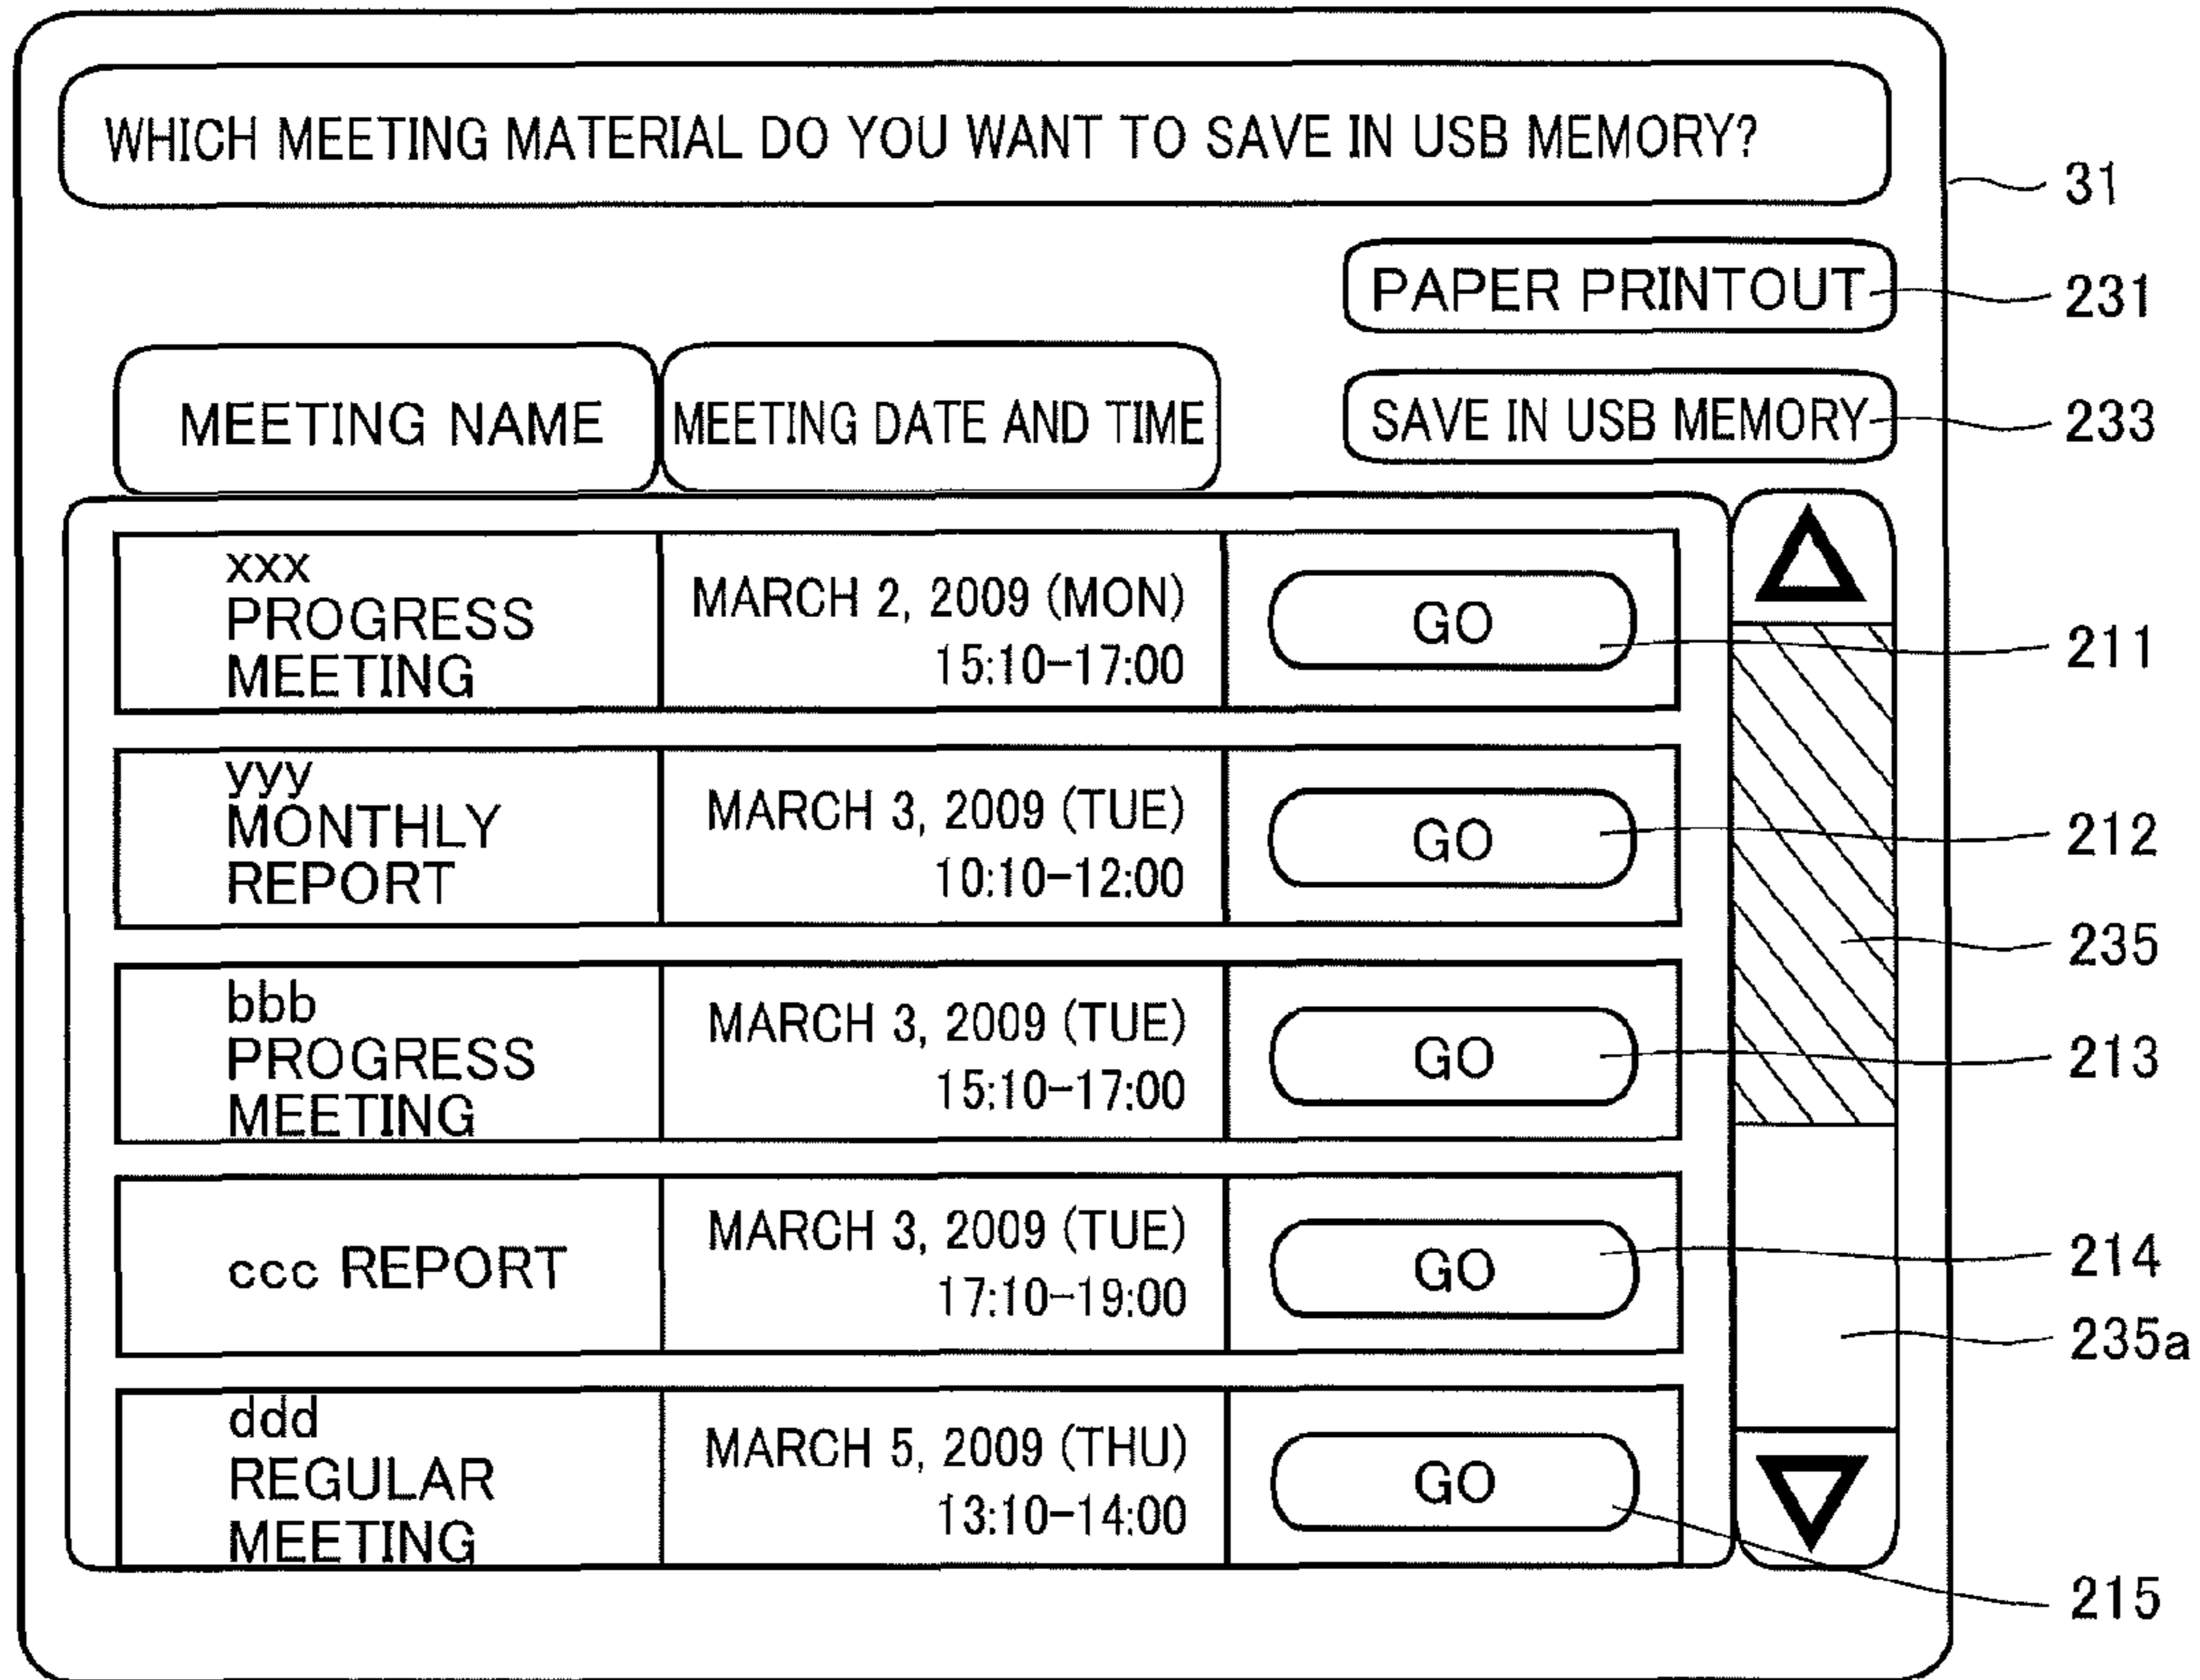 WHICH MEETING MATERIAL DO YOU WANT TO SAVE IN USB MEMORY?
31
PAPER PRINTOUT
231
MEETING NAME
MEETING DATE AND TIME
SAVE IN USB MEMORY
233
xxx
PROGRESS
MEETING
MARCH 2, 2009 (MON)
15:10-17:00
GO
211
yyy
MONTHLY
REPORT
MARCH 3, 2009 (TUE)
10:10-12:00
GO
212
235
bbb
PROGRESS
MEETING
MARCH 3, 2009 (TUE)
15:10-17:00
GO
213
ccc REPORT
MARCH 3, 2009 (TUE)
17:10-19:00
GO
214
235a
ddd
REGULAR
MEETING
MARCH 5, 2009 (THU)
13:10-14:00
GO
215